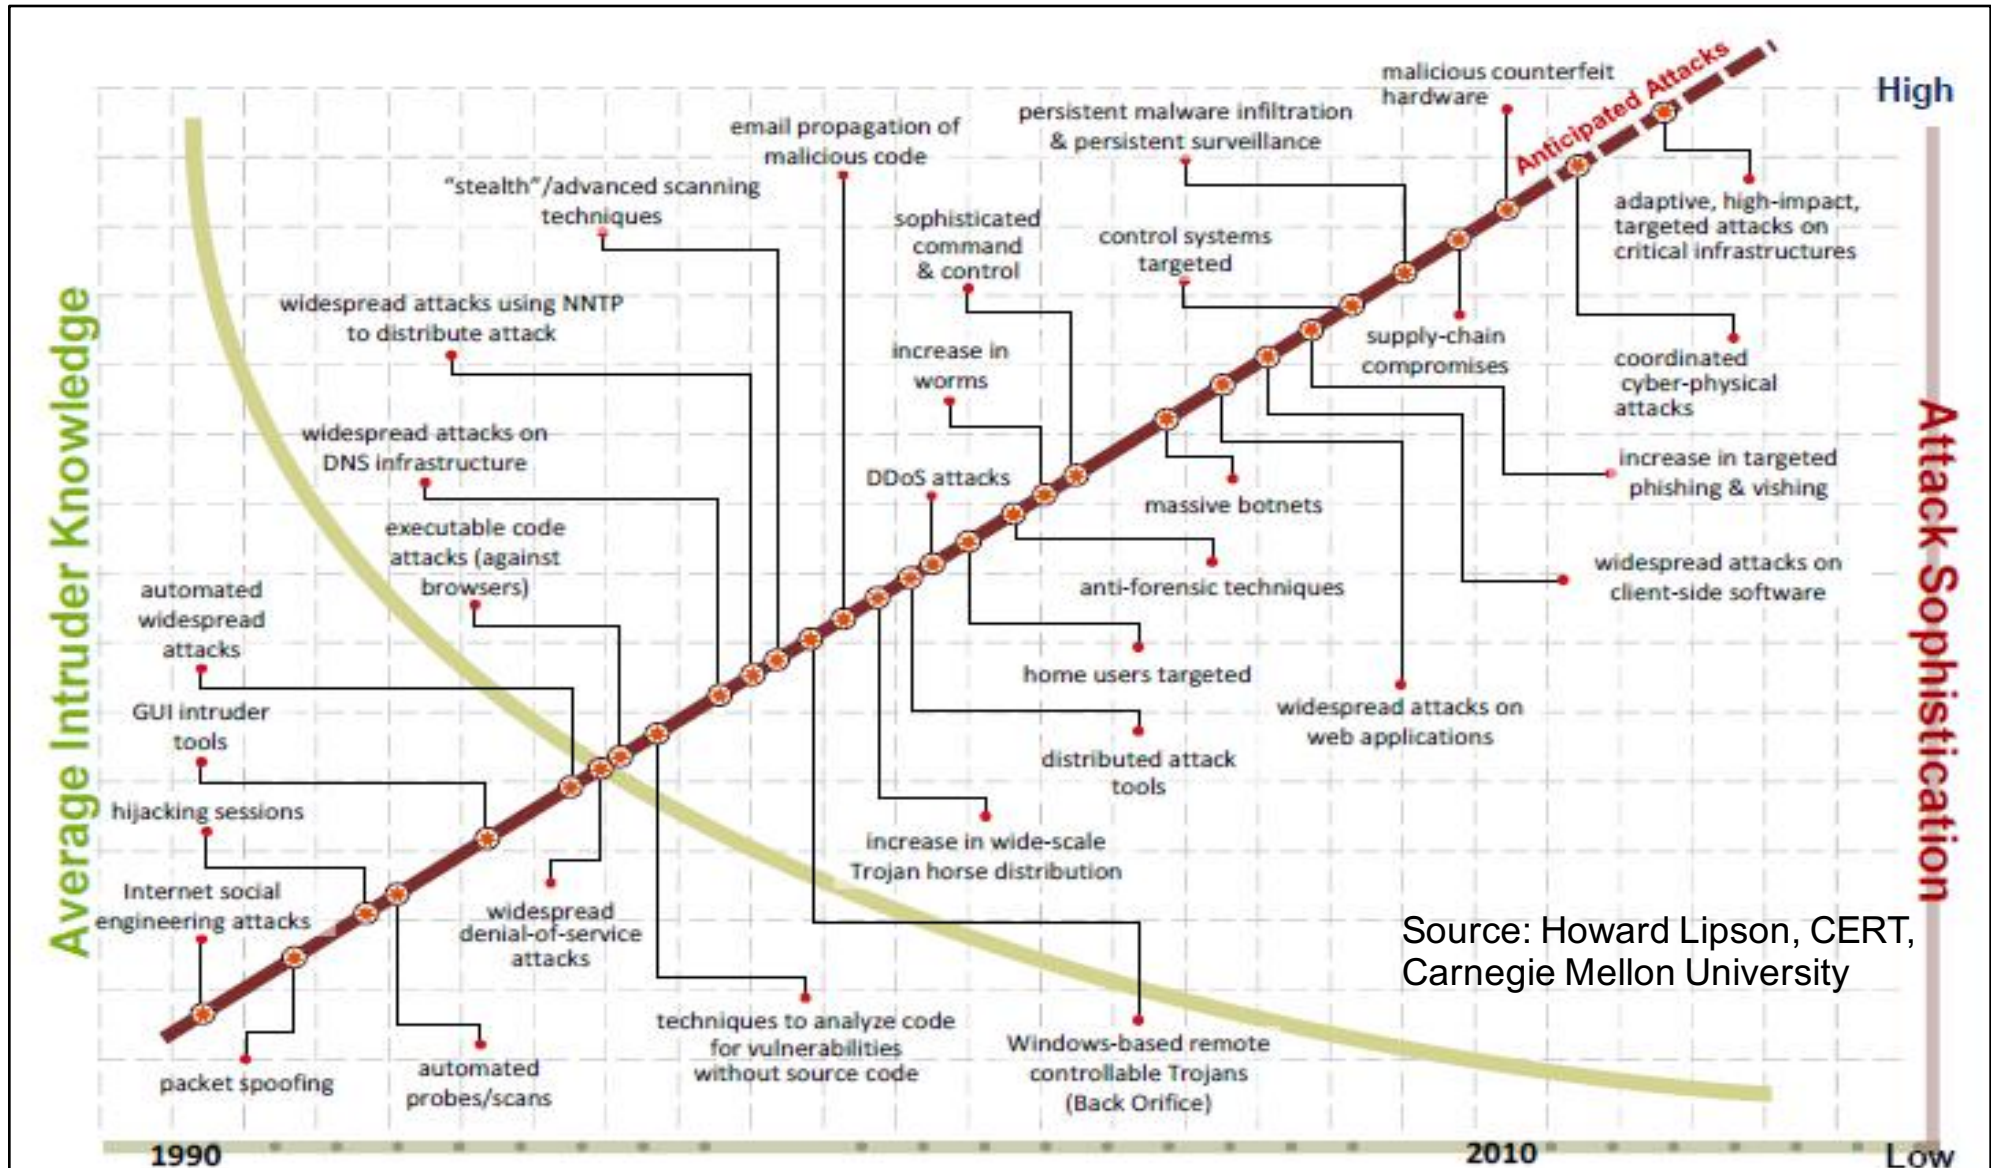 Average Intruder Knowledge
High
Attack Sophistication
Low
Anticipated Attacks
malicious counterfeit
hardware
persistent malware infiltration
& persistent surveillance
email propagation of
malicious code
"stealth"/advanced scanning
techniques
sophisticated
command
& control
control systems
targeted
adaptive, high-impact,
targeted attacks on
critical infrastructures
widespread attacks using NNTP
to distribute attack
increase in
worms
supply-chain
compromises
coordinated
cyber-physical
attacks
widespread attacks on
DNS infrastructure
DDoS attacks
massive botnets
increase in targeted
phishing & vishing
executable code
attacks (against
browsers)
anti-forensic techniques
widespread attacks on
client-side software
automated
widespread
attacks
home users targeted
widespread attacks on
web applications
GUI intruder
tools
distributed attack
tools
hijacking sessions
increase in wide-scale
Trojan horse distribution
Internet social
engineering attacks
widespread
denial-of-service
attacks
Source: Howard Lipson, CERT,
Carnegie Mellon University
techniques to analyze code
for vulnerabilities
without source code
Windows-based remote
controllable Trojans
(Back Orifice)
packet spoofing
automated
probes/scans
1990
2010